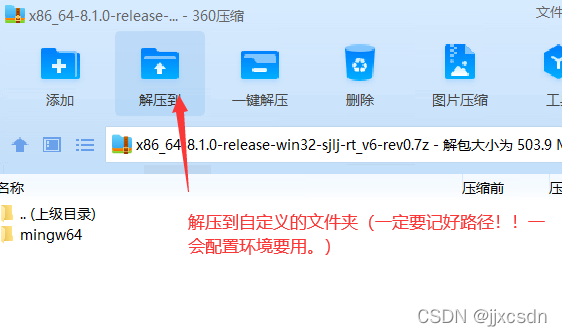 x86_64-8.1.0-release-... - 360压缩
文件
添加
解压到
一键解压
删除
图片压缩
工
x86_64-8.1.0-release-win32-sjlj-rt_v6-rev0.7z - 解包大小为 503.9 M
名称
压缩前
压
.. (上级目录)
mingw64
解压到自定义的文件夹（一定要记好路径！！一
会配置环境要用。）
CSDN @jjxcsdn